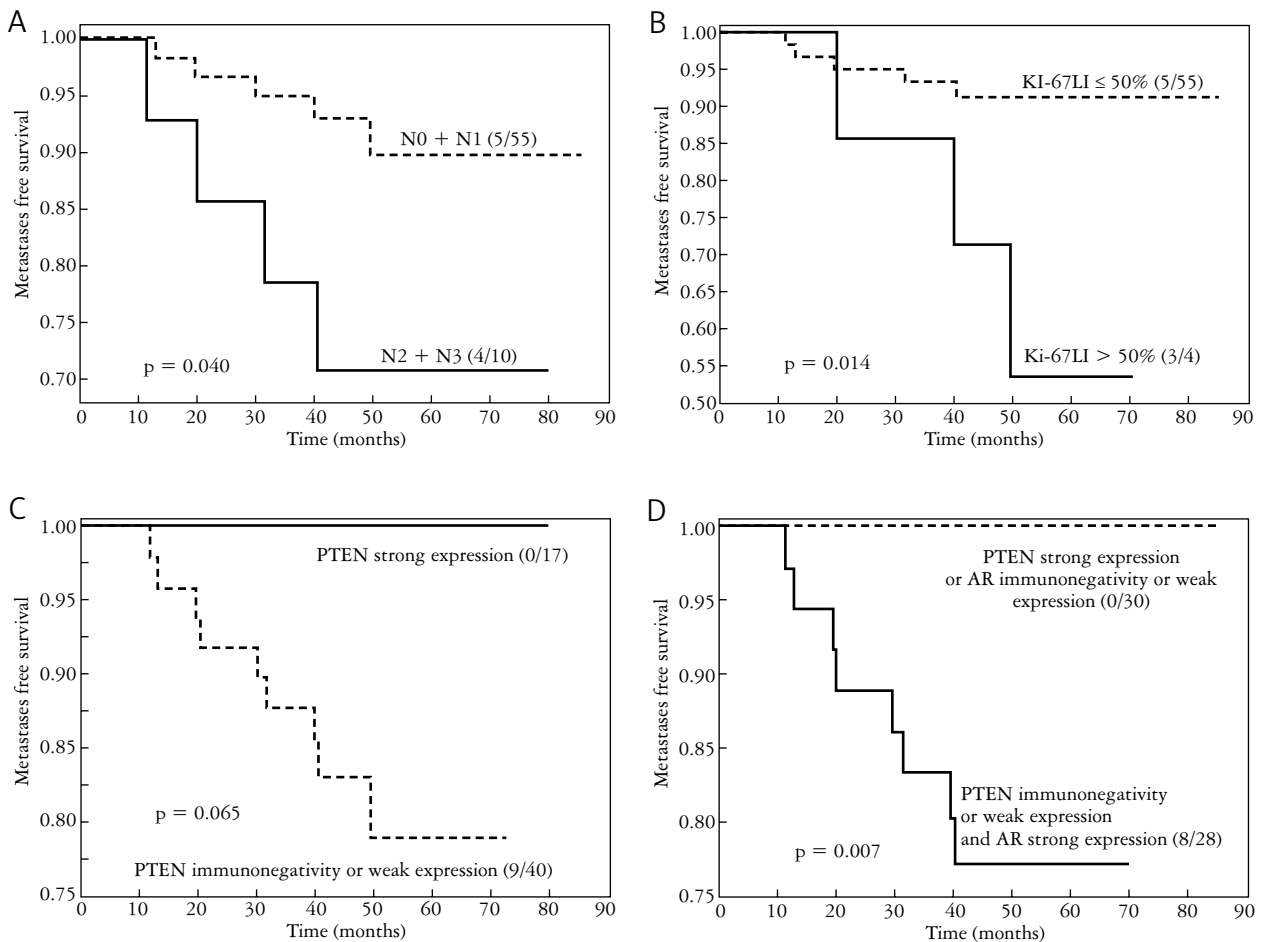 A
1.00
0.95
0.90
0.85
0.80
0.75
0.70
Metastases free survival
N0 + N1 (5/55)
N2 + N3 (4/10)
p = 0.040
0 10 20 30 40 50 60 70 80 90
Time (months)
B
1.00
0.95
0.90
0.85
0.80
0.75
0.70
0.65
0.60
0.55
0.50
Metastases free survival
KI-67LI ≤ 50% (5/55)
Ki-67LI > 50% (3/4)
p = 0.014
0 10 20 30 40 50 60 70 80 90
Time (months)
C
1.00
0.95
0.90
0.85
0.80
0.75
Metastases free survival
PTEN strong expression (0/17)
p = 0.065
PTEN immunonegativity or weak expression (9/40)
0 10 20 30 40 50 60 70 80 90
Time (months)
D
1.00
0.95
0.90
0.85
0.80
0.75
Metastases free survival
PTEN strong expression
or AR immunonegativity or weak
expression (0/30)
PTEN immunonegativity
or weak expression
and AR strong expression (8/28)
p = 0.007
0 10 20 30 40 50 60 70 80 90
Time (months)